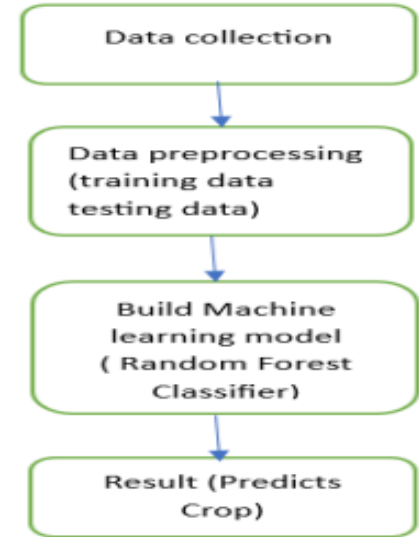 Data collection
Data preprocessing
(training data
testing data)
Build Machine
learning model
( Random Forest
Classifier)
Result (Predicts
Crop)